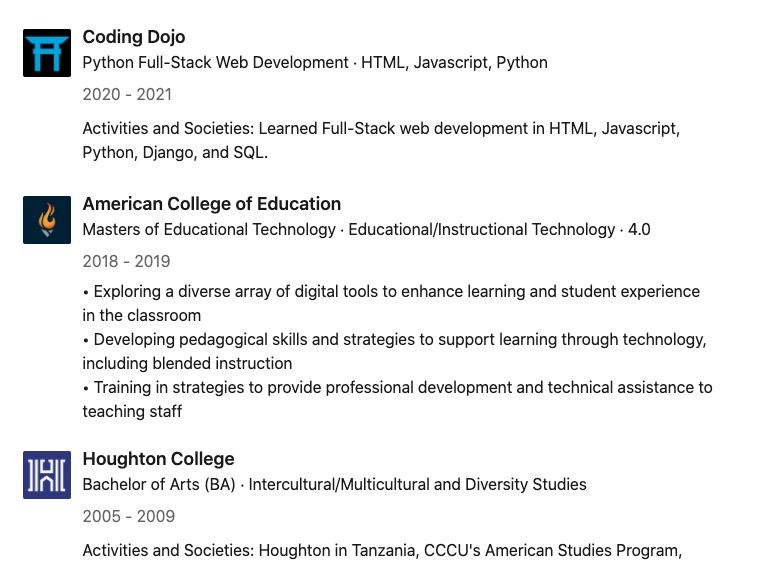 Coding Dojo
Python Full-Stack Web Development · HTML, Javascript, Python
2020 - 2021
Activities and Societies: Learned Full-Stack web development in HTML, Javascript,
Python, Django, and SQL.
American College of Education
Masters of Educational Technology · Educational/Instructional Technology · 4.0
2018 - 2019
• Exploring a diverse array of digital tools to enhance learning and student experience
in the classroom
• Developing pedagogical skills and strategies to support learning through technology,
including blended instruction
• Training in strategies to provide professional development and technical assistance to
teaching staff
Houghton College
Bachelor of Arts (BA) · Intercultural/Multicultural and Diversity Studies
2005 - 2009
Activities and Societies: Houghton in Tanzania, CCCU's American Studies Program,